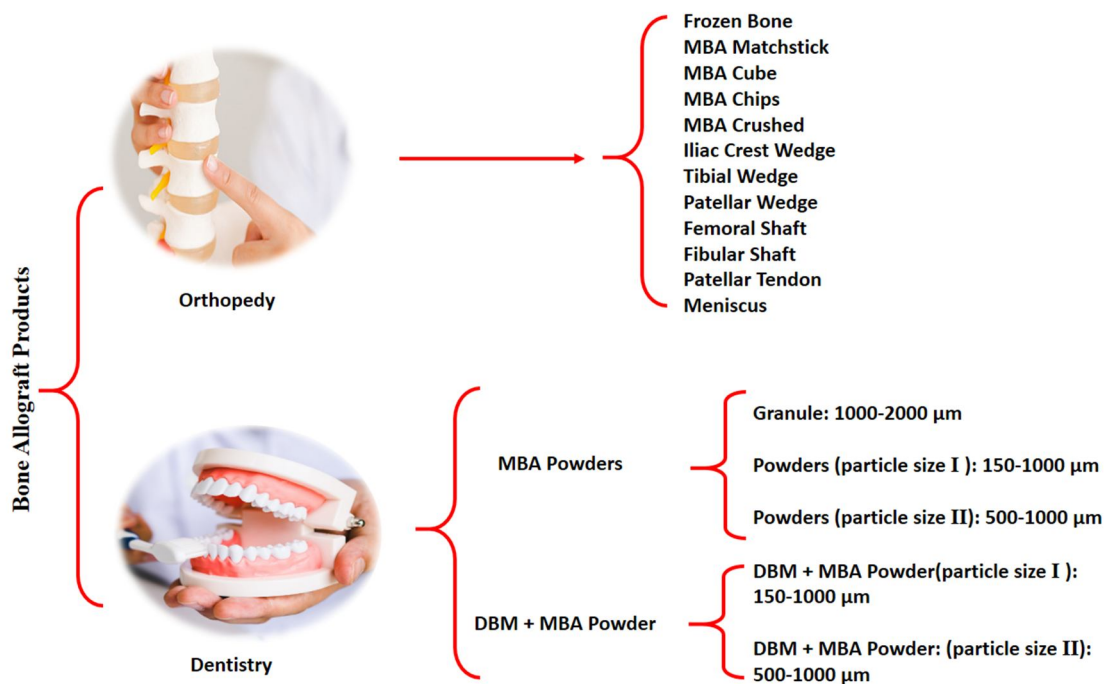 Bone Allograft Products
Orthopedy
Frozen Bone
MBA Matchstick
MBA Cube
MBA Chips
MBA Crushed
Iliac Crest Wedge
Tibial Wedge
Patellar Wedge
Femoral Shaft
Fibular Shaft
Patellar Tendon
Meniscus
Dentistry
MBA Powders
Granule: 1000-2000 µm
Powders (particle size I ): 150-1000 µm
Powders (particle size II): 500-1000 µm
DBM + MBA Powder
DBM + MBA Powder(particle size I ):
150-1000 µm
DBM + MBA Powder: (particle size II):
500-1000 µm